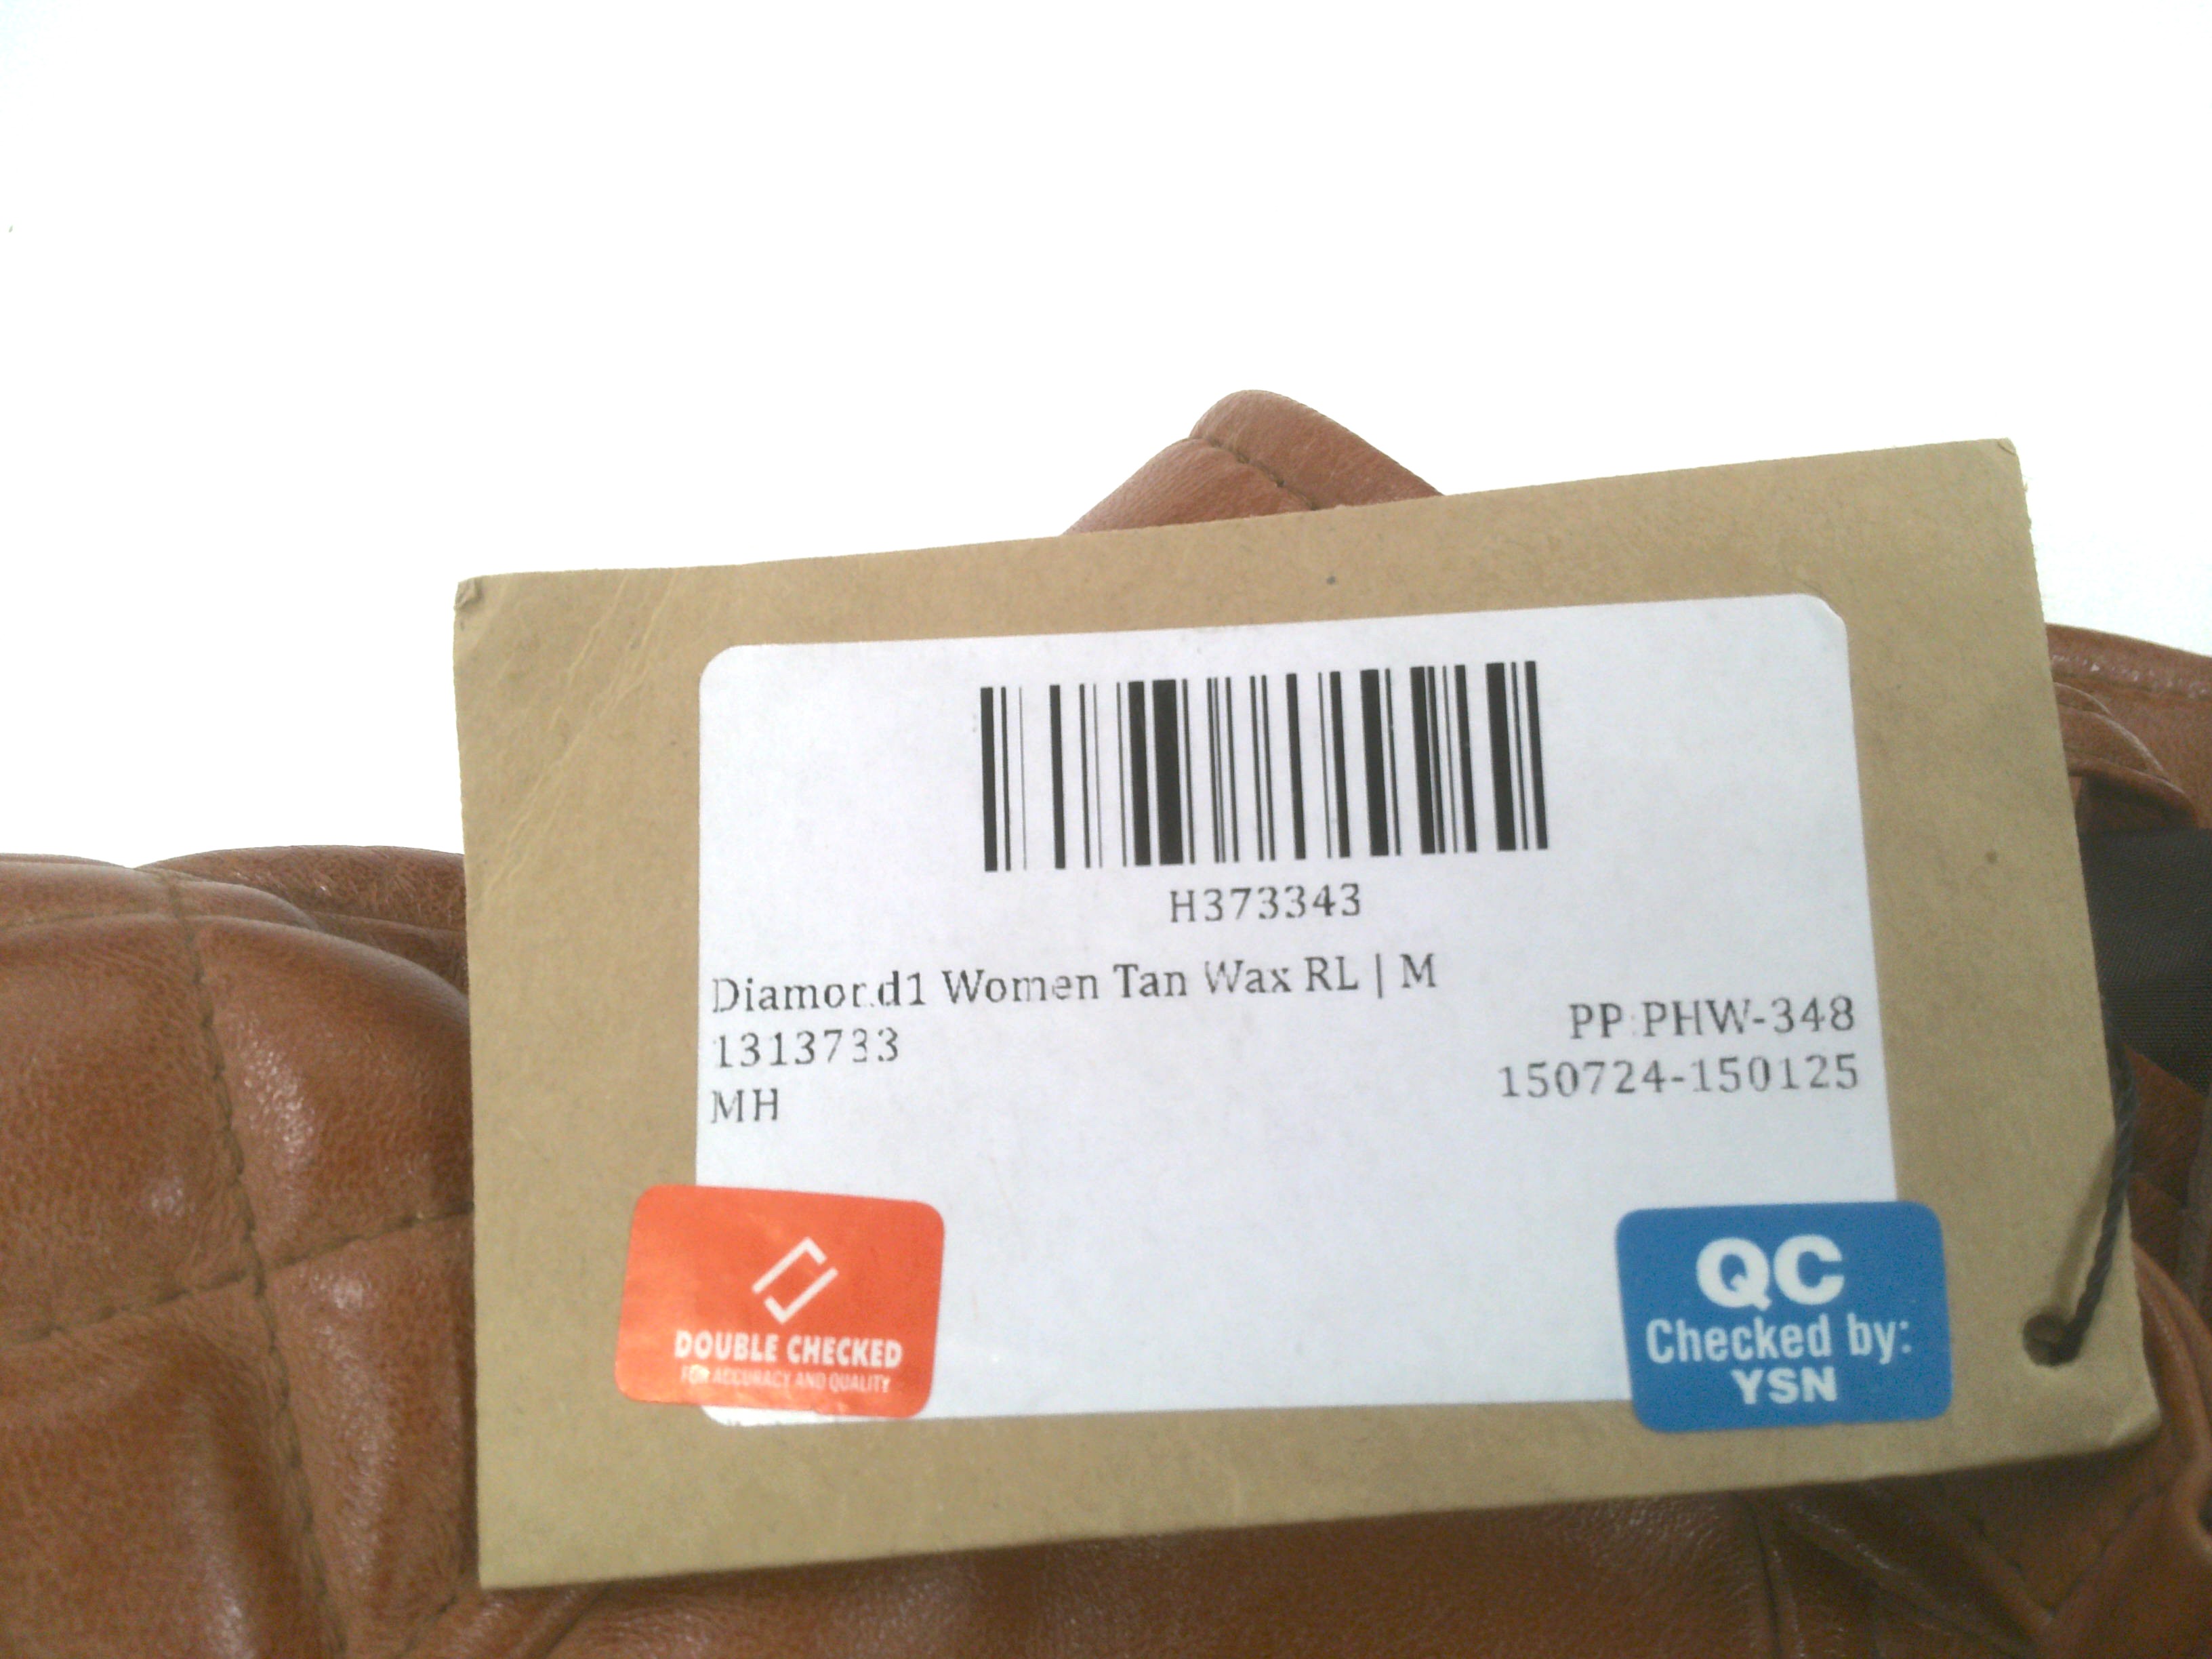 H373343
Diamond1 Women Tan Wax RL | M
PP:PHW-348
1313733
150724-150125
MH
DOUBLE CHECKED
FOR ACCURACY AND QUALITY
QC
Checked by:
YSN